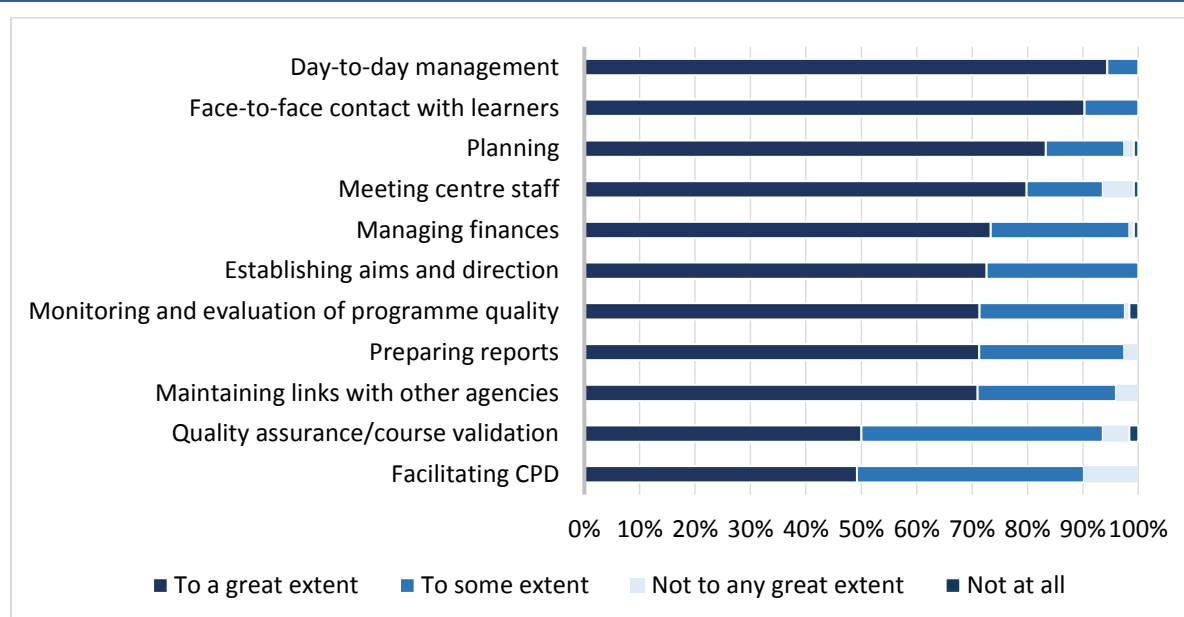 Day-to-day management
Face-to-face contact with learners
Planning
Meeting centre staff
Managing finances
Establishing aims and direction
Monitoring and evaluation of programme quality
Preparing reports
Maintaining links with other agencies
Quality assurance/course validation
Facilitating CPD
0% 10% 20% 30% 40% 50% 60% 70% 80% 90% 100%
To a great extent To some extent Not to any great extent Not at all